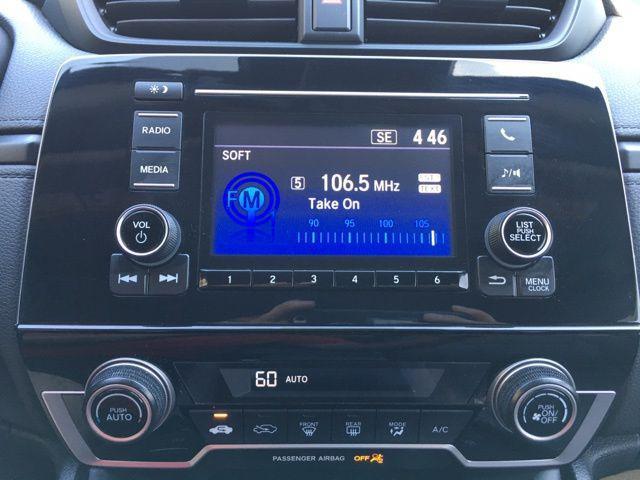 SE 4 46
RADIO
SOFT
MEDIA
5 106.5 MHz
TEXT
FM
Take On
90 95 100 105
VOL
LIST PUSH SELECT
1 2 3 4 5 6
MENU CLOCK
60 AUTO
PUSH AUTO
FRONT REAR MODE A/C
PUSH ON/OFF
PASSENGER AIRBAG OFF